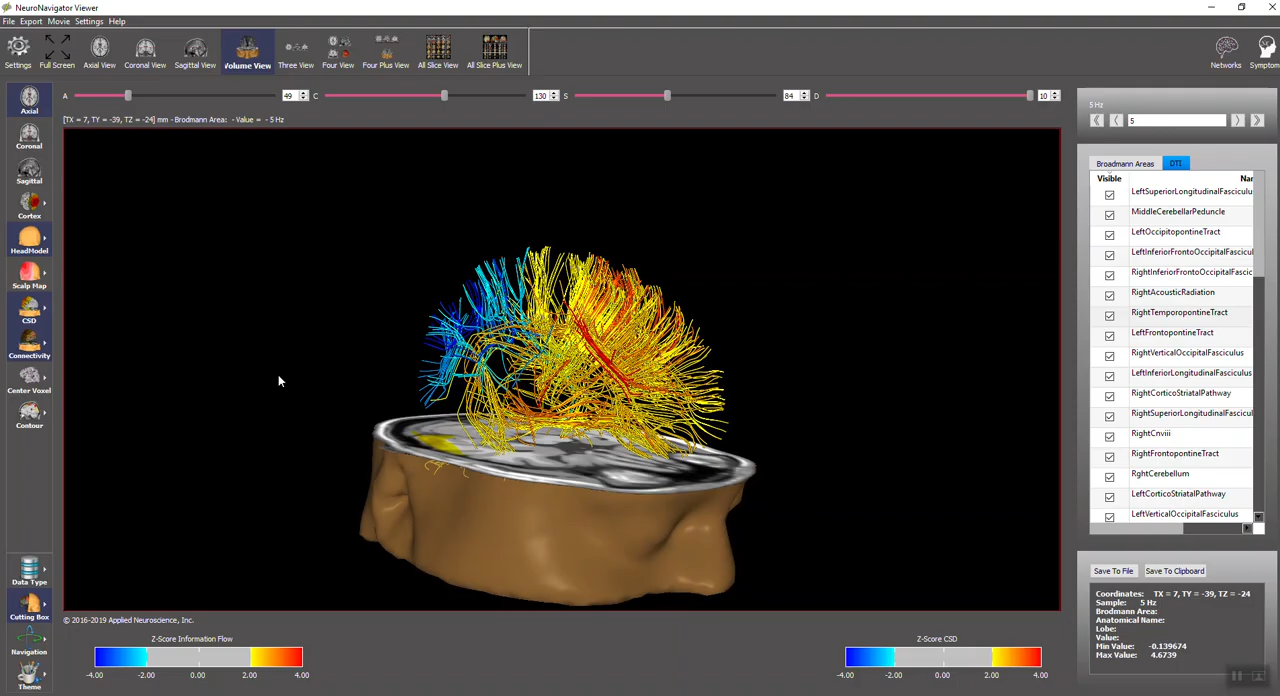 NeuroNavigator Viewer
File Export Movie Settings Help
Settings Full Screen Axial View Coronal View Sagittal View Volume View Three View Four View Four Plus View All Slice View All Slice Plus View Networks Symptom
A 49 C 130 S 84 D 10
[TX = 7, TY = -39, TZ = -24] mm - Brodmann Area: - Value = - 5 Hz
Axial
Coronal
Sagittal
Cortex
HeadModel
Scalp Map
CSD
Connectivity
Center Voxel
Contour
Data Type
Cutting Box
Navigation
Theme
5 Hz
5
Broadmann Areas DTI
Visible Nar
LeftSuperiorLongitudinalFasciculu
MiddleCerebellarPeduncle
LeftOccipitopontineTract
LeftInferiorFrontoOccipitalFascicul
RightInferiorFrontoOccipitalFascic
RightAcousticRadiation
RightTemporopontineTract
LeftFrontopontineTract
RightVerticalOccipitalFasciculus
LeftInferiorLongitudinalFasciculus
RightCorticoStriatalPathway
RightSuperiorLongitudinalFascicul
RightCnviii
RightFrontopontineTract
RghtCerebellum
LeftCorticoStriatalPathway
LeftVerticalOccipitalFasciculus
Save To File Save To Clipboard
Coordinates: TX = 7, TY = -39, TZ = -24
Sample: 5 Hz
Brodmann Area:
Anatomical Name:
Lobe:
Value:
Min Value: -0.139674
Max Value: 4.6739
© 2016-2019 Applied Neuroscience, Inc.
Z-Score Information Flow
-4.00 -2.00 0.00 2.00 4.00
Z-Score CSD
-4.00 -2.00 0.00 2.00 4.00